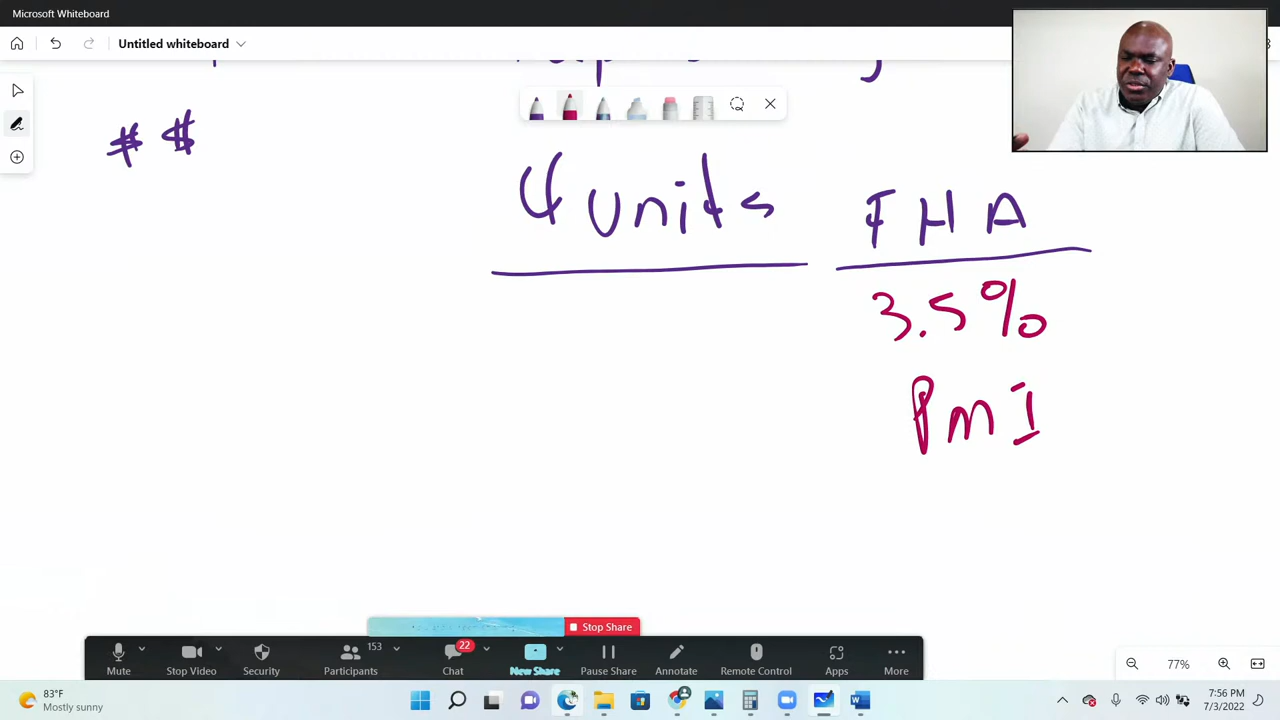 Microsoft Whiteboard
Untitled whiteboard
$ $
4 units FHA
3.5%
PmI
Stop Share
153
22
Mute Stop Video Security Participants Chat New Share Pause Share Annotate Remote Control Apps More
77%
83°F
Mostly sunny
7:56 PM
7/3/2022